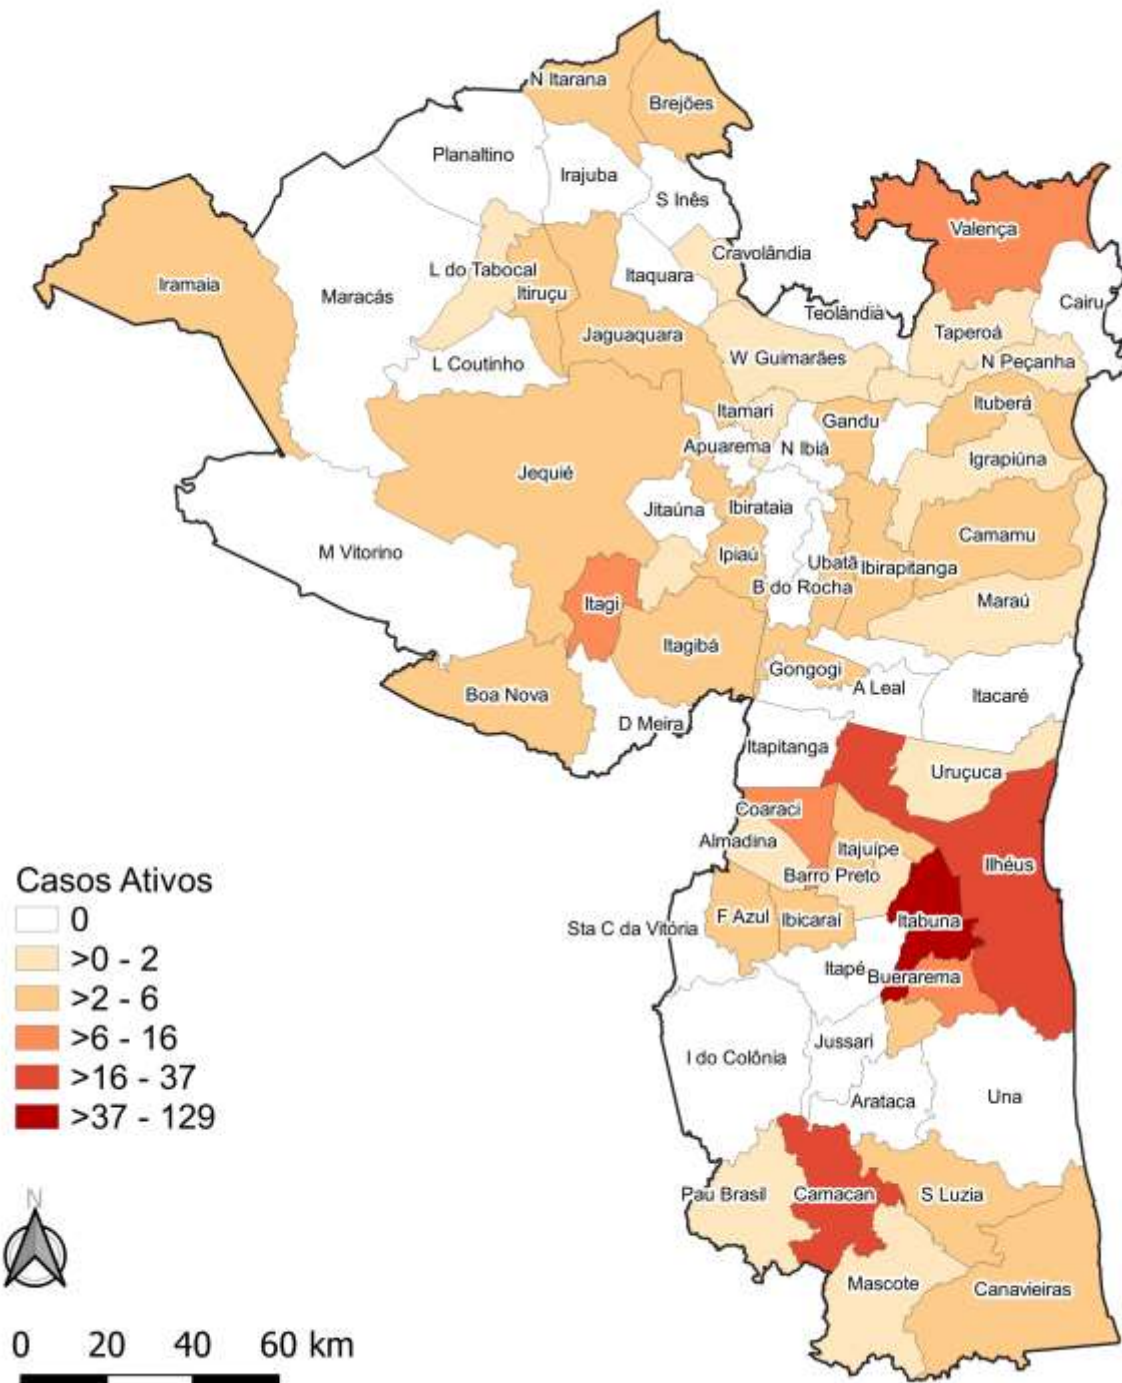 N Itarana
Brejões
Planaltino
Irajuba
S Inês
Valença
Cravolândia
L do Tabocal
Itaquara
Iramaia
Itiruçu
Maracás
Cairu
Teolândia
Taperoá
Jaguaquara
W Guimarães
L Coutinho
N Peçanha
Itamari
Ituberá
Gandu
Apuarema
N Ibiá
Igrapiúna
Jequié
Jitaúna
Ibirataia
Camamu
M Vitorino
Ipiaú
Ubatã
Ibirapitanga
B do Rocha
Itagi
Maraú
Itagibá
Gongogi
Boa Nova
A Leal
Itacaré
D Meira
Itapitanga
Uruçuca
Coaraci
Almadina
Itajuípe
Ilhéus
Barro Preto
F Azul
Ibicaraí
Itabuna
Sta C da Vitória
Itapé
Buerarema
Jussari
I do Colônia
Una
Arataca
Pau Brasil
Camacan
S Luzia
Mascote
Canavieiras
Casos Ativos
0
>0 - 2
>2 - 6
>6 - 16
>16 - 37
>37 - 129
N
0 20 40 60 km